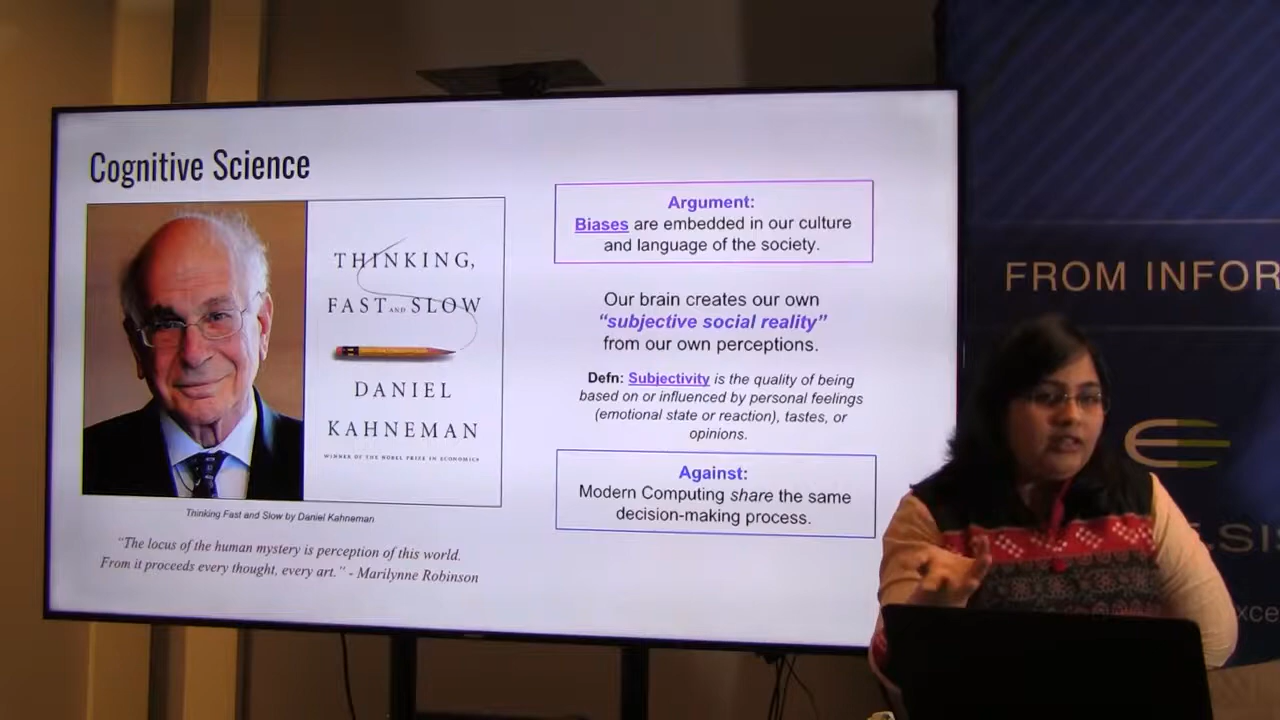 Cognitive Science
THINKING,
FAST AND SLOW
DANIEL
KAHNEMAN
WINNER OF THE NOBEL PRIZE IN ECONOMICS
Thinking Fast and Slow by Daniel Kahneman
“The locus of the human mystery is perception of this world.
From it proceeds every thought, every art.” - Marilynne Robinson
Argument:
Biases are embedded in our culture
and language of the society.
Our brain creates our own
“subjective social reality”
from our own perceptions.
Defn: Subjectivity is the quality of being
based on or influenced by personal feelings
(emotional state or reaction), tastes, or
opinions.
Against:
Modern Computing share the same
decision-making process.
FROM INFOR